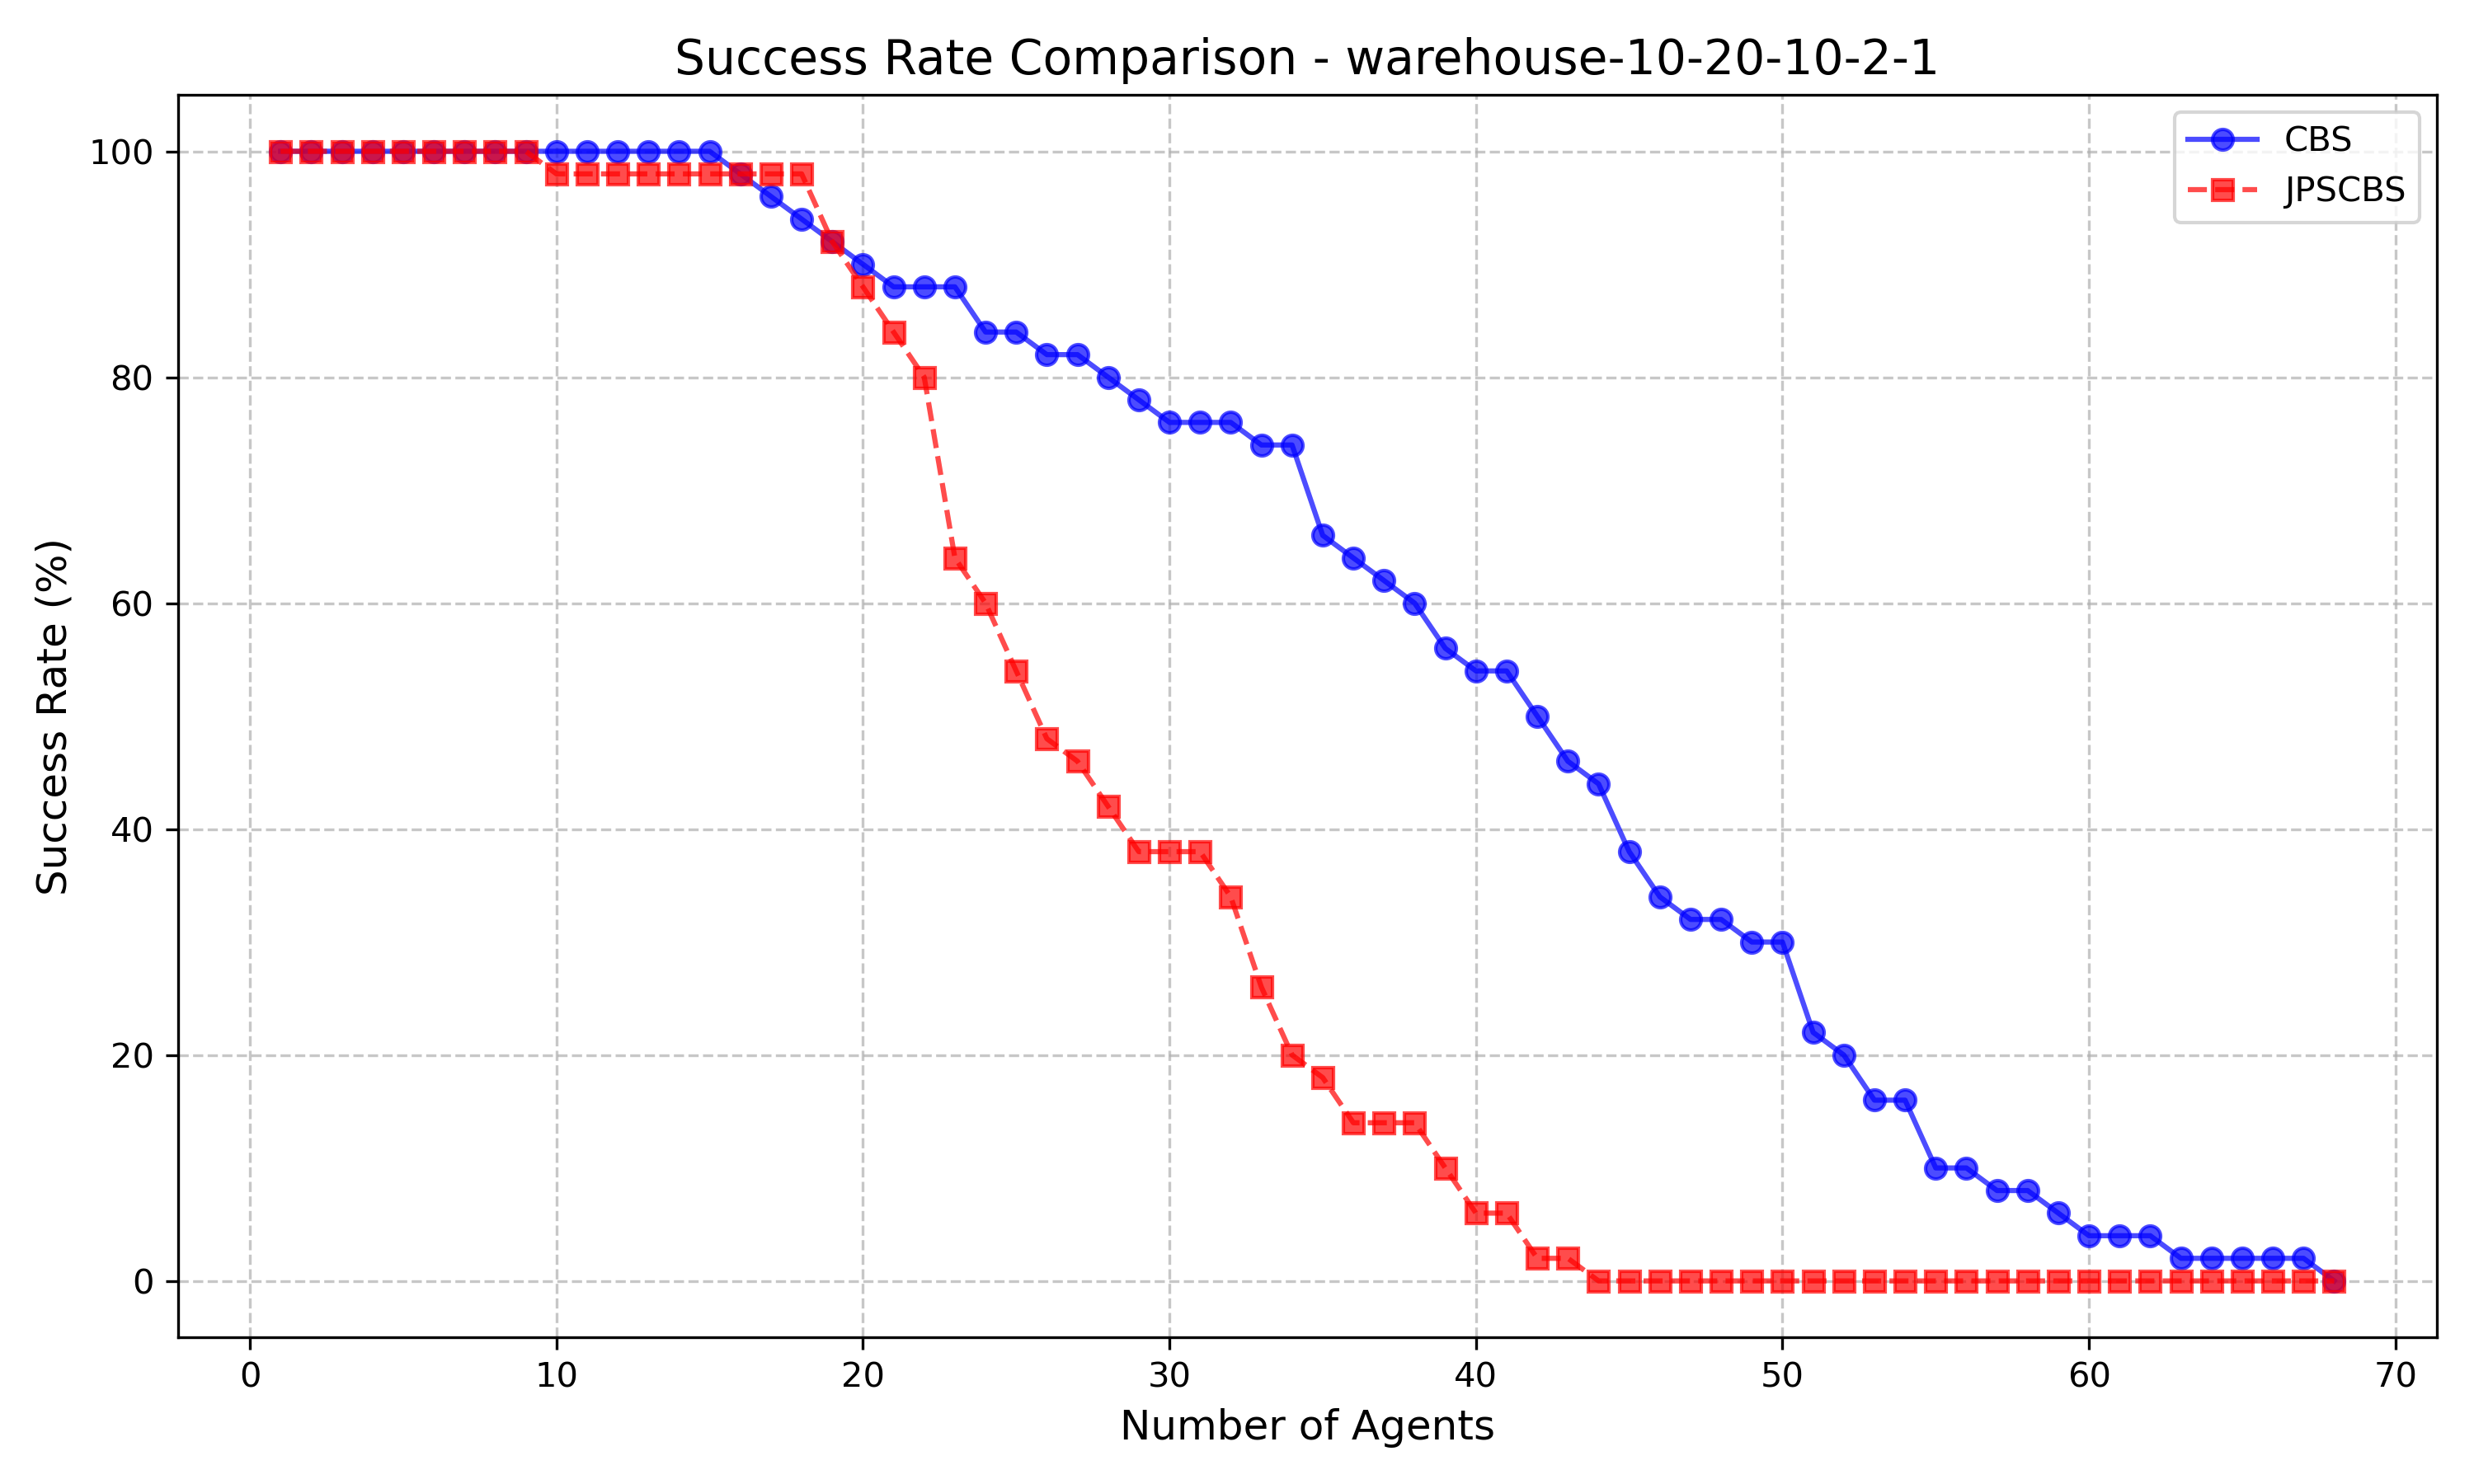 Success Rate Comparison - warehouse-10-20-10-2-1
CBS
JPSCBS
Success Rate (%)
100
80
60
40
20
0
0 10 20 30 40 50 60 70
Number of Agents